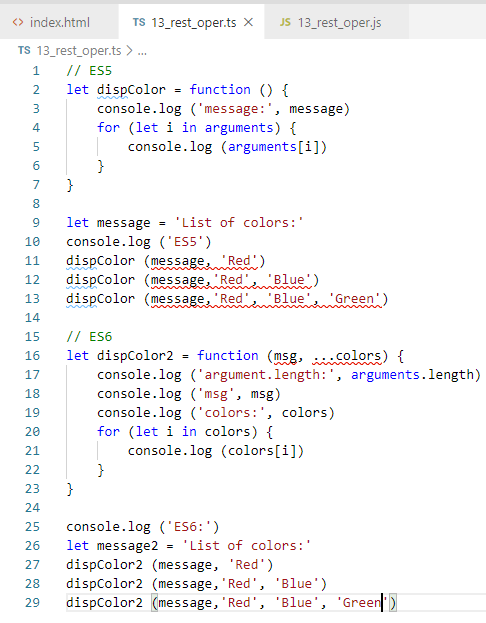 <> index.html TS 13_rest_oper.ts × JS 13_rest_oper.js
TS 13_rest_oper.ts > ...
1 // ES5
2 let dispColor = function () {
3 console.log ('message:', message)
4 for (let i in arguments) {
5 console.log (arguments[i])
6 }
7 }
8
9 let message = 'List of colors:'
10 console.log ('ES5')
11 dispColor (message, 'Red')
12 dispColor (message,'Red', 'Blue')
13 dispColor (message,'Red', 'Blue', 'Green')
14
15 // ES6
16 let dispColor2 = function (msg, ...colors) {
17 console.log ('argument.length:', arguments.length)
18 console.log ('msg', msg)
19 console.log ('colors:', colors)
20 for (let i in colors) {
21 console.log (colors[i])
22 }
23 }
24
25 console.log ('ES6:')
26 let message2 = 'List of colors:'
27 dispColor2 (message, 'Red')
28 dispColor2 (message,'Red', 'Blue')
29 dispColor2 (message,'Red', 'Blue', 'Green')